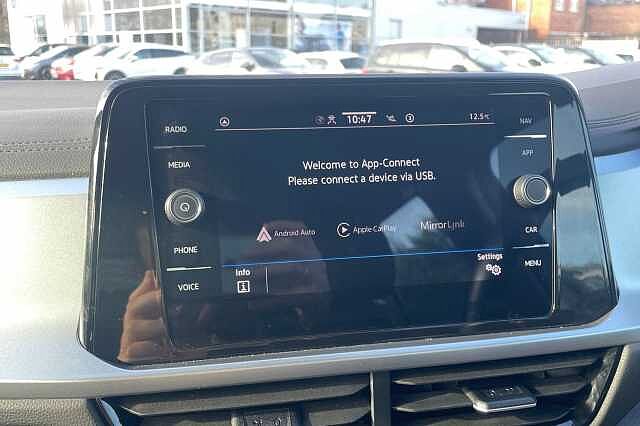 RADIO
MEDIA
PHONE
VOICE
10:47
12.5°C
Welcome to App-Connect
Please connect a device via USB.
Android Auto
Apple CarPlay
MirrorLink
Info
Settings
NAV
APP
CAR
MENU